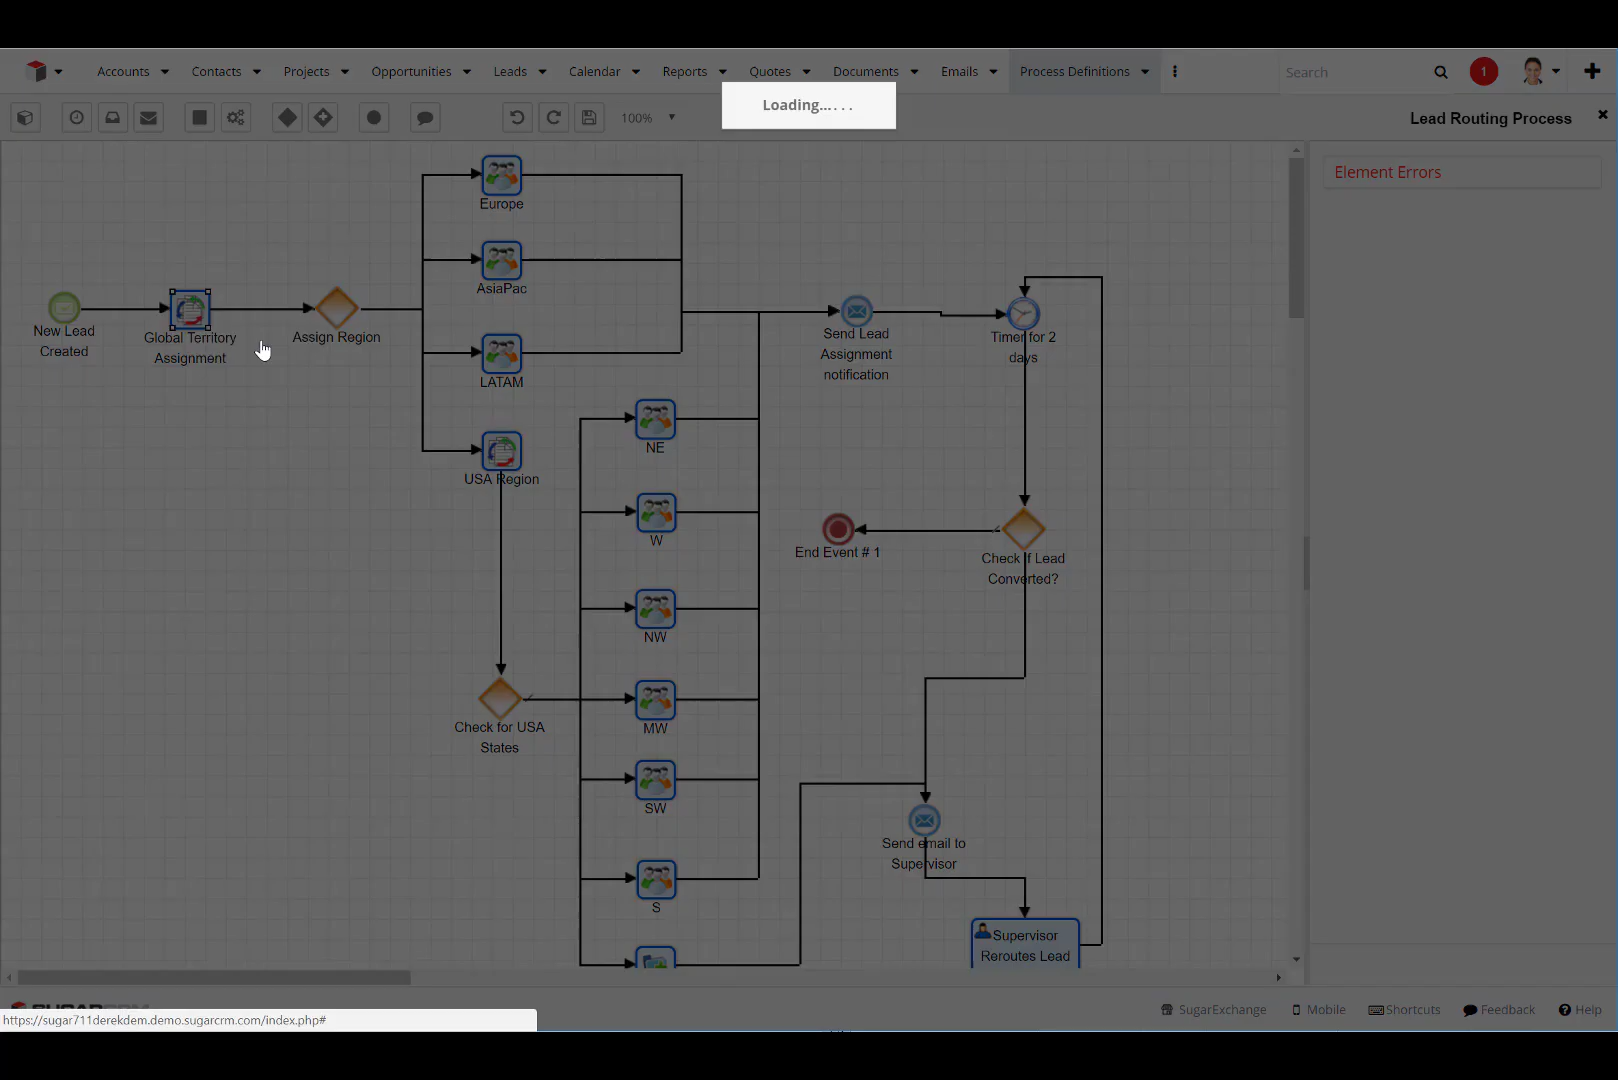 Accounts Contacts Projects Opportunities Leads Calendar Reports Quotes Documents Emails Process Definitions Search 1
Loading......
100%
Lead Routing Process
Element Errors
Europe
AsiaPac
New Lead
Created
Global Territory
Assignment
Assign Region
Send Lead
Assignment
notification
Timer for 2
days
LATAM
NE
USA Region
W
End Event # 1
Check if Lead
Converted?
NW
Check for USA
States
MW
SW
Send email to
Supervisor
S
Supervisor
Reroutes Lead
SUGARCRM
https://sugar711derekdem.demo.sugarcrm.com/index.php#
SugarExchange Mobile Shortcuts Feedback Help